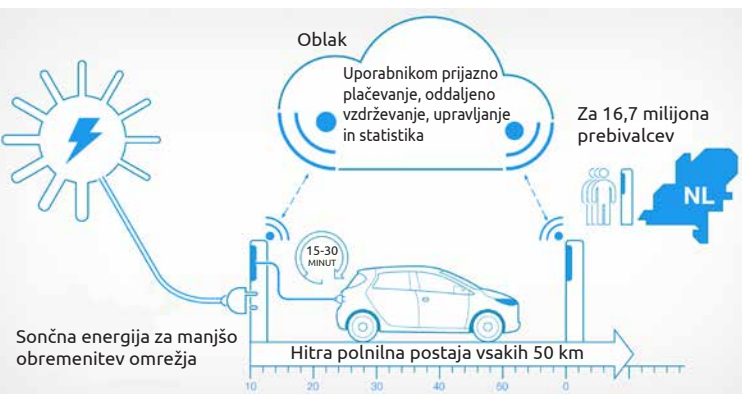 Oblak
Uporabnikom prijazno
plačevanje, oddaljeno
vzdrževanje, upravljanje
in statistika
Za 16,7 milijona
prebivalcev
NL
15-30
MINUT
Sončna energija za manjšo
obremenitev omrežja
Hitra polnilna postaja vsakih 50 km
10 20 30 40 50 0